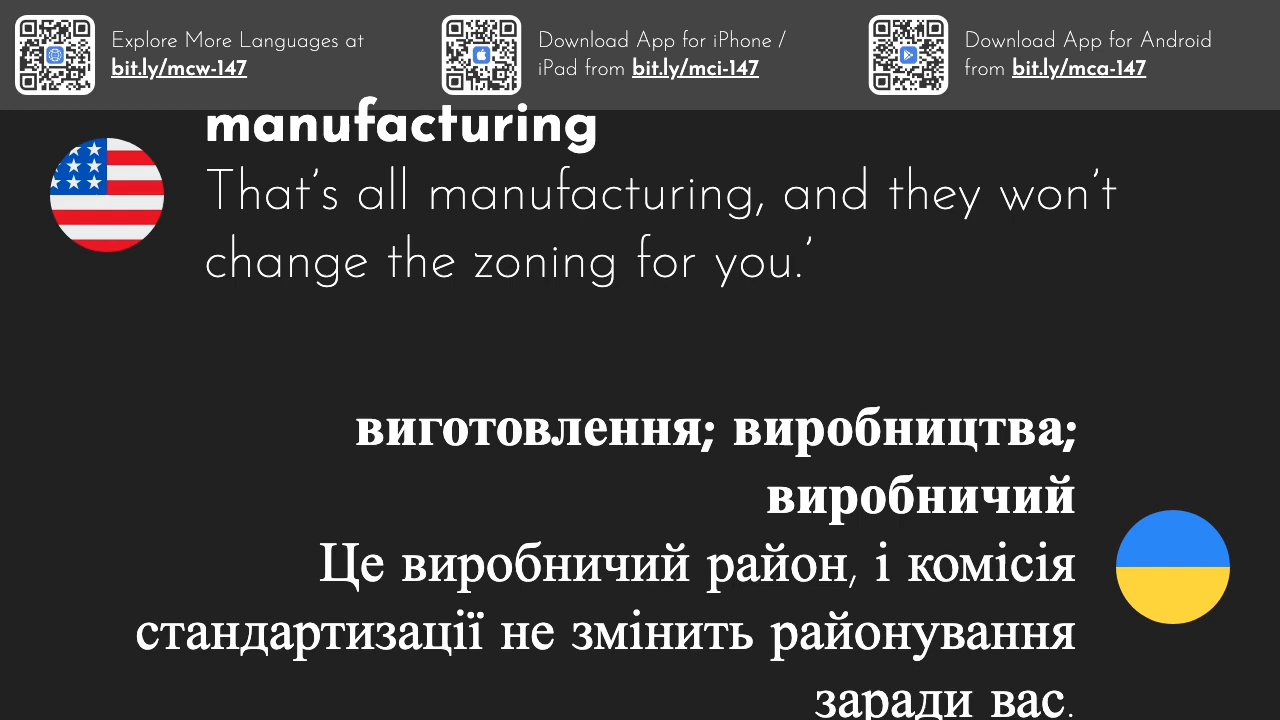 Explore More Languages at
bit.ly/mcw-147
Download App for iPhone /
iPad from bit.ly/mci-147
Download App for Android
from bit.ly/mca-147
manufacturing
That’s all manufacturing, and they won’t
change the zoning for you.’
виготовлення; виробництва;
виробничий
Це виробничий район, і комісія
стандартизації не змінить районування
заради вас.